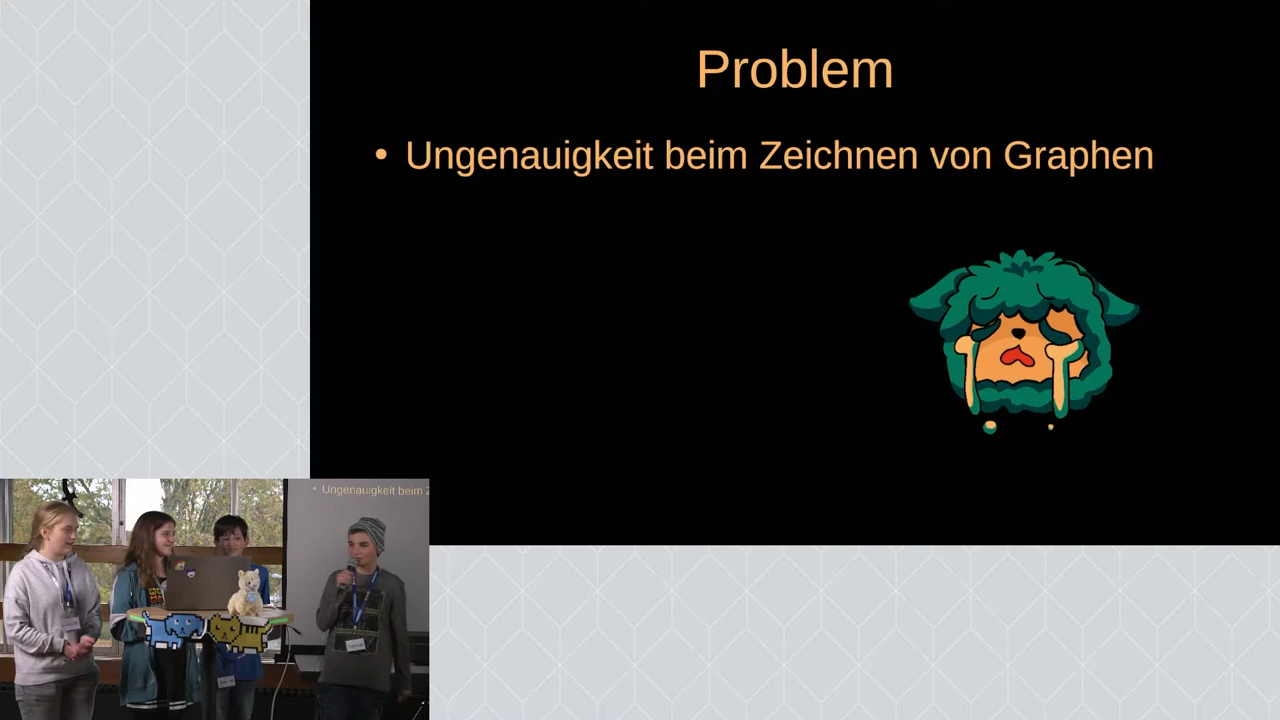 Problem
• Ungenauigkeit beim Zeichnen von Graphen
• Ungenauigkeit beim